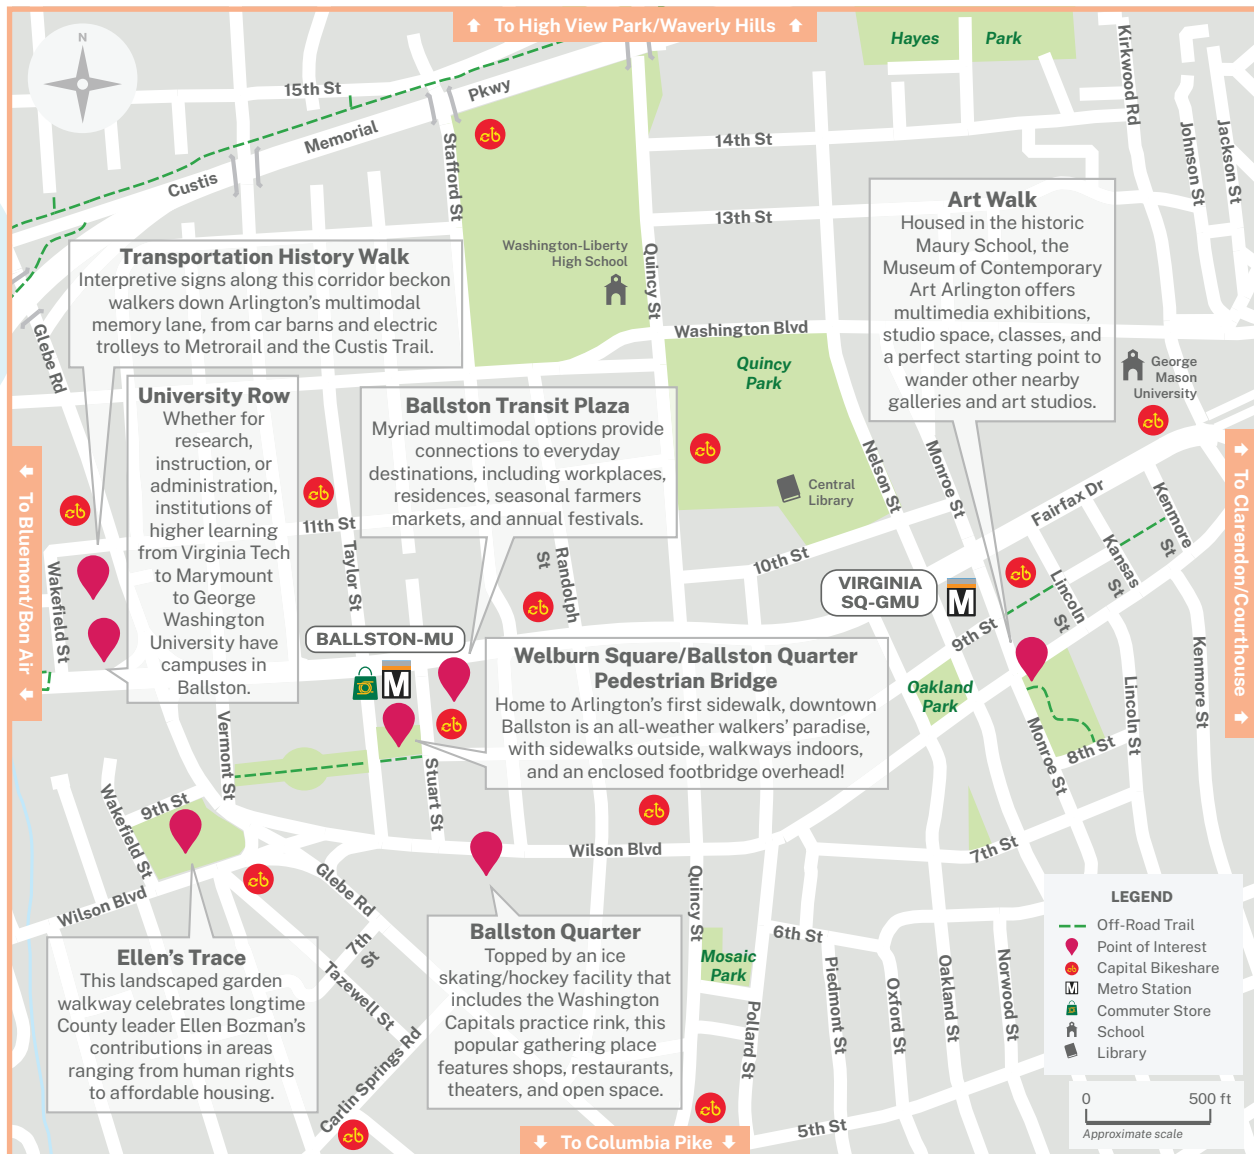 To High View Park/Waverly Hills
N
Hayes Park
Kirkwood Rd
15th St
Pkwy
Memorial
Custis
Stafford St
14th St
Johnson St
Jackson St
13th St
Washington-Liberty
High School
Quincy St
Art Walk
Housed in the historic
Maury School, the
Museum of Contemporary
Art Arlington offers
multimedia exhibitions,
studio space, classes, and
a perfect starting point to
wander other nearby
galleries and art studios.
Transportation History Walk
Interpretive signs along this corridor beckon
walkers down Arlington's multimodal
memory lane, from car barns and electric
trolleys to Metrorail and the Custis Trail.
Glebe Rd
Washington Blvd
Quincy
Park
George
Mason
University
University Row
Whether for
research,
instruction, or
administration,
institutions of
higher learning
from Virginia Tech
to Marymount
to George
Washington
University have
campuses in
Ballston.
Ballston Transit Plaza
Myriad multimodal options provide
connections to everyday
destinations, including workplaces,
residences, seasonal farmers
markets, and annual festivals.
Nelson St
Monroe St
Central
Library
Fairfax Dr
Kenmore St
To Bluemont/Bon Air
To Clarendon/Courthouse
11th St
Taylor St
Randolph St
10th St
Kansas St
Lincoln St
Wakefield St
VIRGINIA
SQ-GMU
M
9th St
BALLSTON-MU
M
Welburn Square/Ballston Quarter
Pedestrian Bridge
Home to Arlington's first sidewalk, downtown
Ballston is an all-weather walkers' paradise,
with sidewalks outside, walkways indoors,
and an enclosed footbridge overhead!
Oakland
Park
Kenmore St
Lincoln St
Monroe St
8th St
Vermont St
Stuart St
Wakefield St
9th St
Wilson Blvd
7th St
Wilson Blvd
Glebe Rd
7th St
Quincy St
Ellen's Trace
This landscaped garden
walkway celebrates longtime
County leader Ellen Bozman's
contributions in areas
ranging from human rights
to affordable housing.
Tazewell St
Carlin Springs Rd
Ballston Quarter
Topped by an ice
skating/hockey facility that
includes the Washington
Capitals practice rink, this
popular gathering place
features shops, restaurants,
theaters, and open space.
Mosaic
Park
6th St
Piedmont St
Pollard St
Oxford St
Oakland St
Norwood St
5th St
LEGEND
Off-Road Trail
Point of Interest
Capital Bikeshare
M Metro Station
Commuter Store
School
Library
0 500 ft
Approximate scale
To Columbia Pike